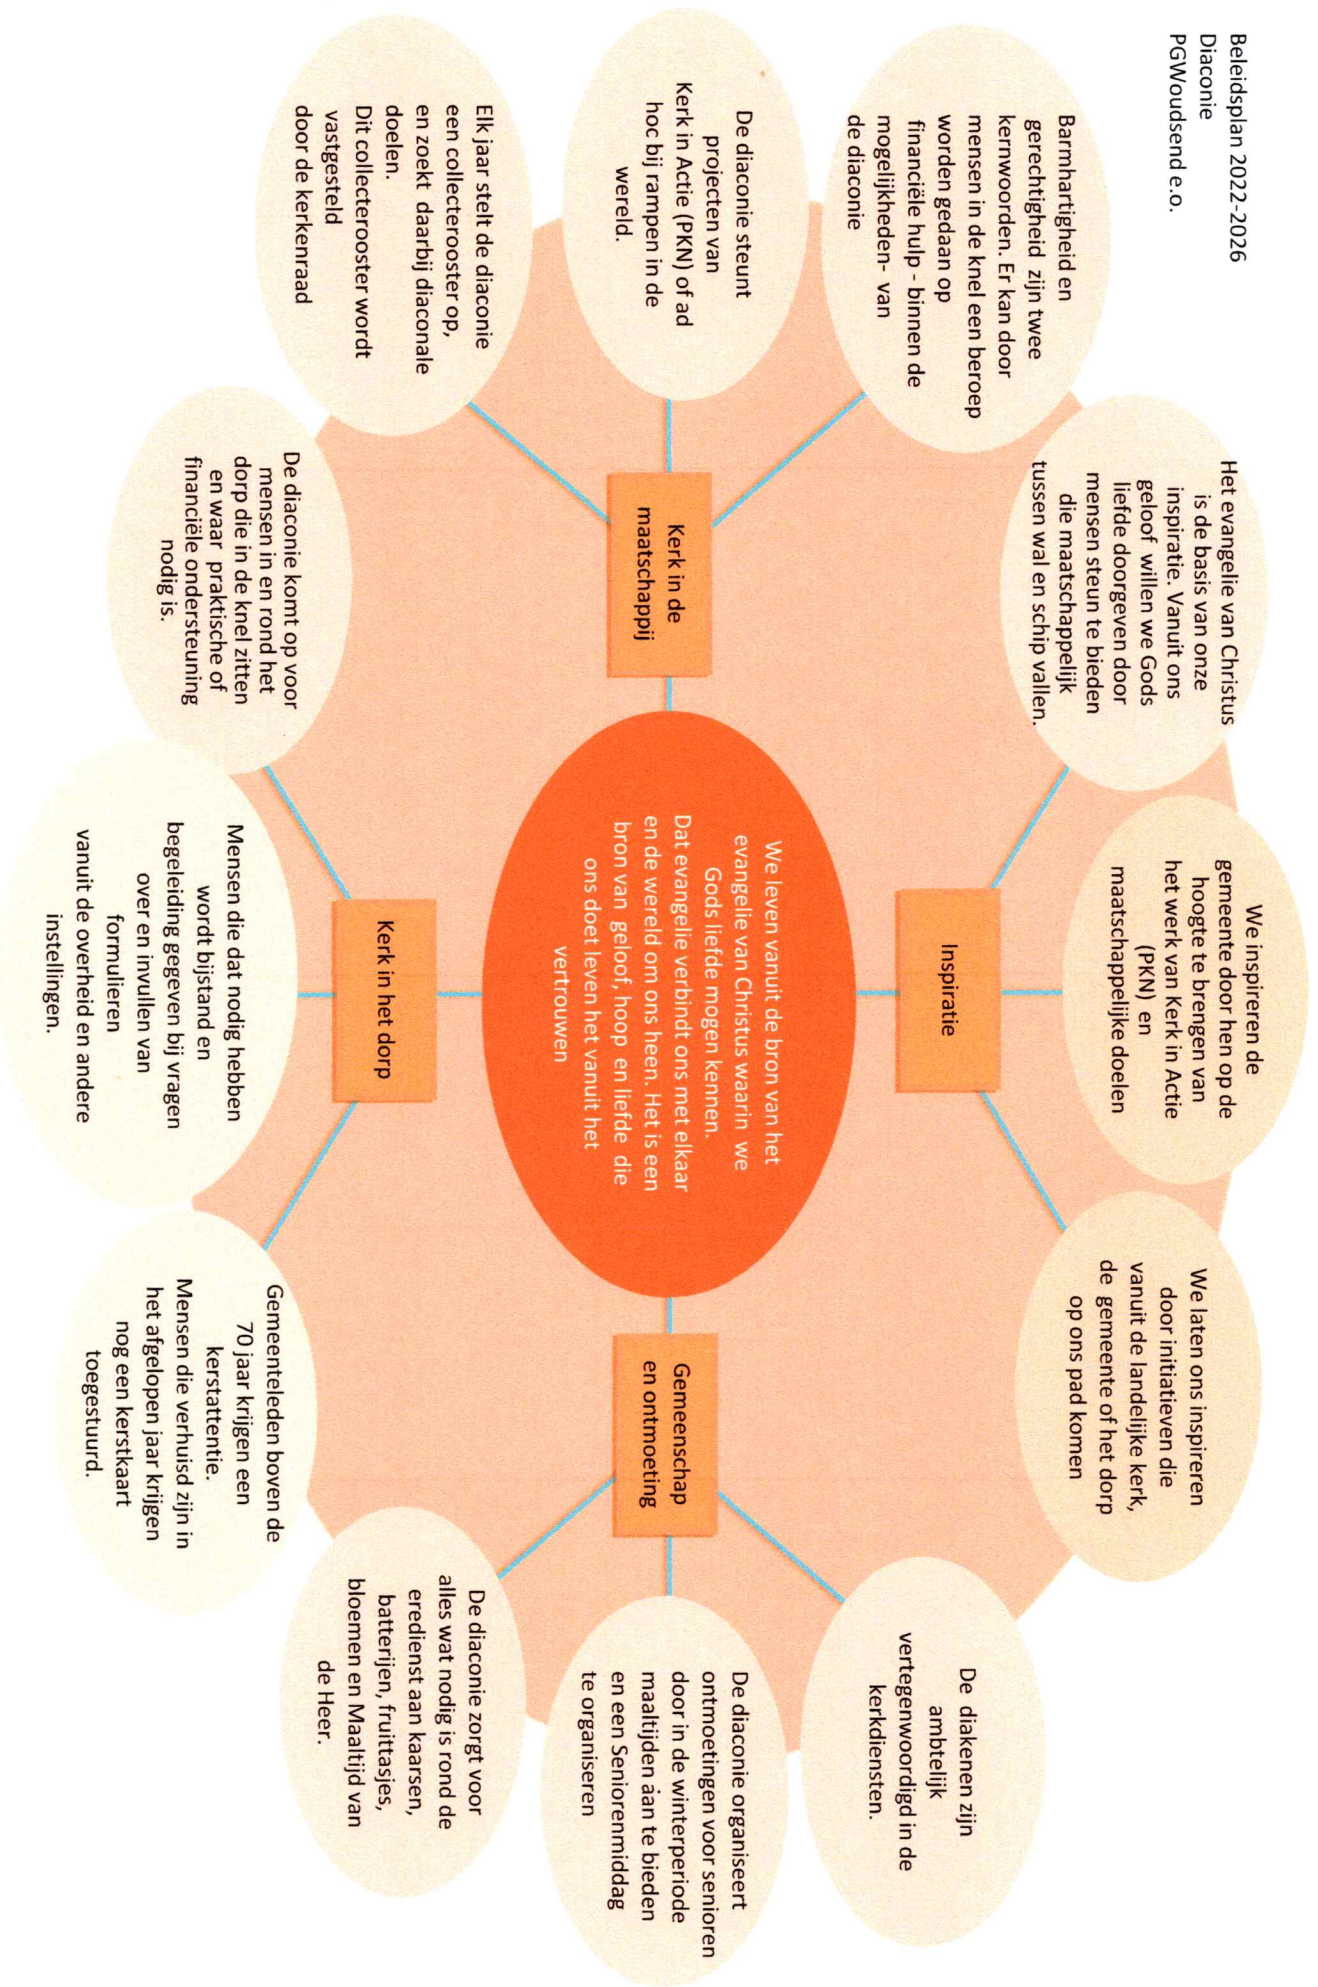 Beleidsplan 2022-2026
Diaconie
PGWoudsend e.o.
Het evangelie van Christus
is de basis van onze
inspiratie. Vanuit ons
geloof willen we Gods
liefde doorgeven door
mensen steun te bieden
die maatschappelijk
tussen wal en schip vallen.
We inspireren de
gemeente door hen op de
hoogte te brengen van
het werk van Kerk in Actie
(PKN) en
maatschappelijke doelen
We laten ons inspireren
door initiatieven die
vanuit de landelijke kerk,
de gemeente of het dorp
op ons pad komen
Inspiratie
Barmhartigheid en
gerechtigheid zijn twee
kernwoorden. Er kan door
mensen in de knel een beroep
worden gedaan op
financiële hulp - binnen de
mogelijkheden- van
de diaconie
De diaconie steunt
projecten van
Kerk in Actie (PKN) of ad
hoc bij rampen in de
wereld.
Elk jaar stelt de diaconie
een collecterooster op,
en zoekt daarbij diaconale
doelen.
Dit collecterooster wordt
vastgesteld
door de kerkenraad
Kerk in de
maatschappij
We leven vanuit de bron van het
evangelie van Christus waarin we
Gods liefde mogen kennen.
Dat evangelie verbindt ons met elkaar
en de wereld om ons heen. Het is een
bron van geloof, hoop en liefde die
ons doet leven het vanuit het
vertrouwen
Gemeenschap
en ontmoeting
De diakenen zijn
ambtelijk
vertegenwoordigd in de
kerkdiensten.
De diaconie organiseert
ontmoetingen voor senioren
door in de winterperiode
maaltijden aan te bieden
en een Seniorenmiddag
te organiseren
De diaconie zorgt voor
alles wat nodig is rond de
eredienst aan kaarsen,
batterijen, fruittasjes,
bloemen en Maaltijd van
de Heer.
Kerk in het dorp
De diaconie komt op voor
mensen in en rond het
dorp die in de knel zitten
en waar praktische of
financiële ondersteuning
nodig is.
Mensen die dat nodig hebben
wordt bijstand en
begeleiding gegeven bij vragen
over en invullen van
formulieren
vanuit de overheid en andere
instellingen.
Gemeenteleden boven de
70 jaar krijgen een
kerstattentie.
Mensen die verhuisd zijn in
het afgelopen jaar krijgen
nog een kerstkaart
toegestuurd.